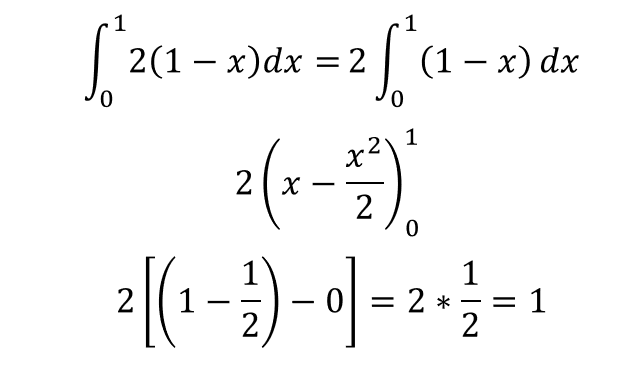 ∫₀¹ 2(1 − x)dx = 2 ∫₀¹ (1 − x) dx
2 (x − x²/2)₀¹
2 [(1 − 1/2) − 0] = 2 * 1/2 = 1